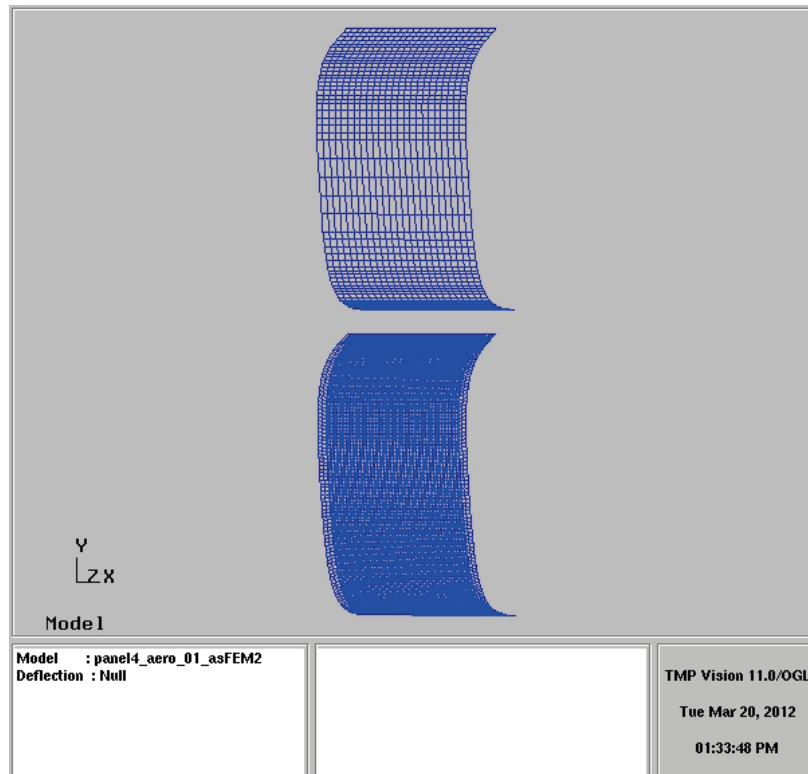 Y
Z X
Model
Model : panel4_aero_01_asFEM2
Deflection : Null
TMP Vision 11.0/OGL
Tue Mar 20, 2012
01:33:48 PM